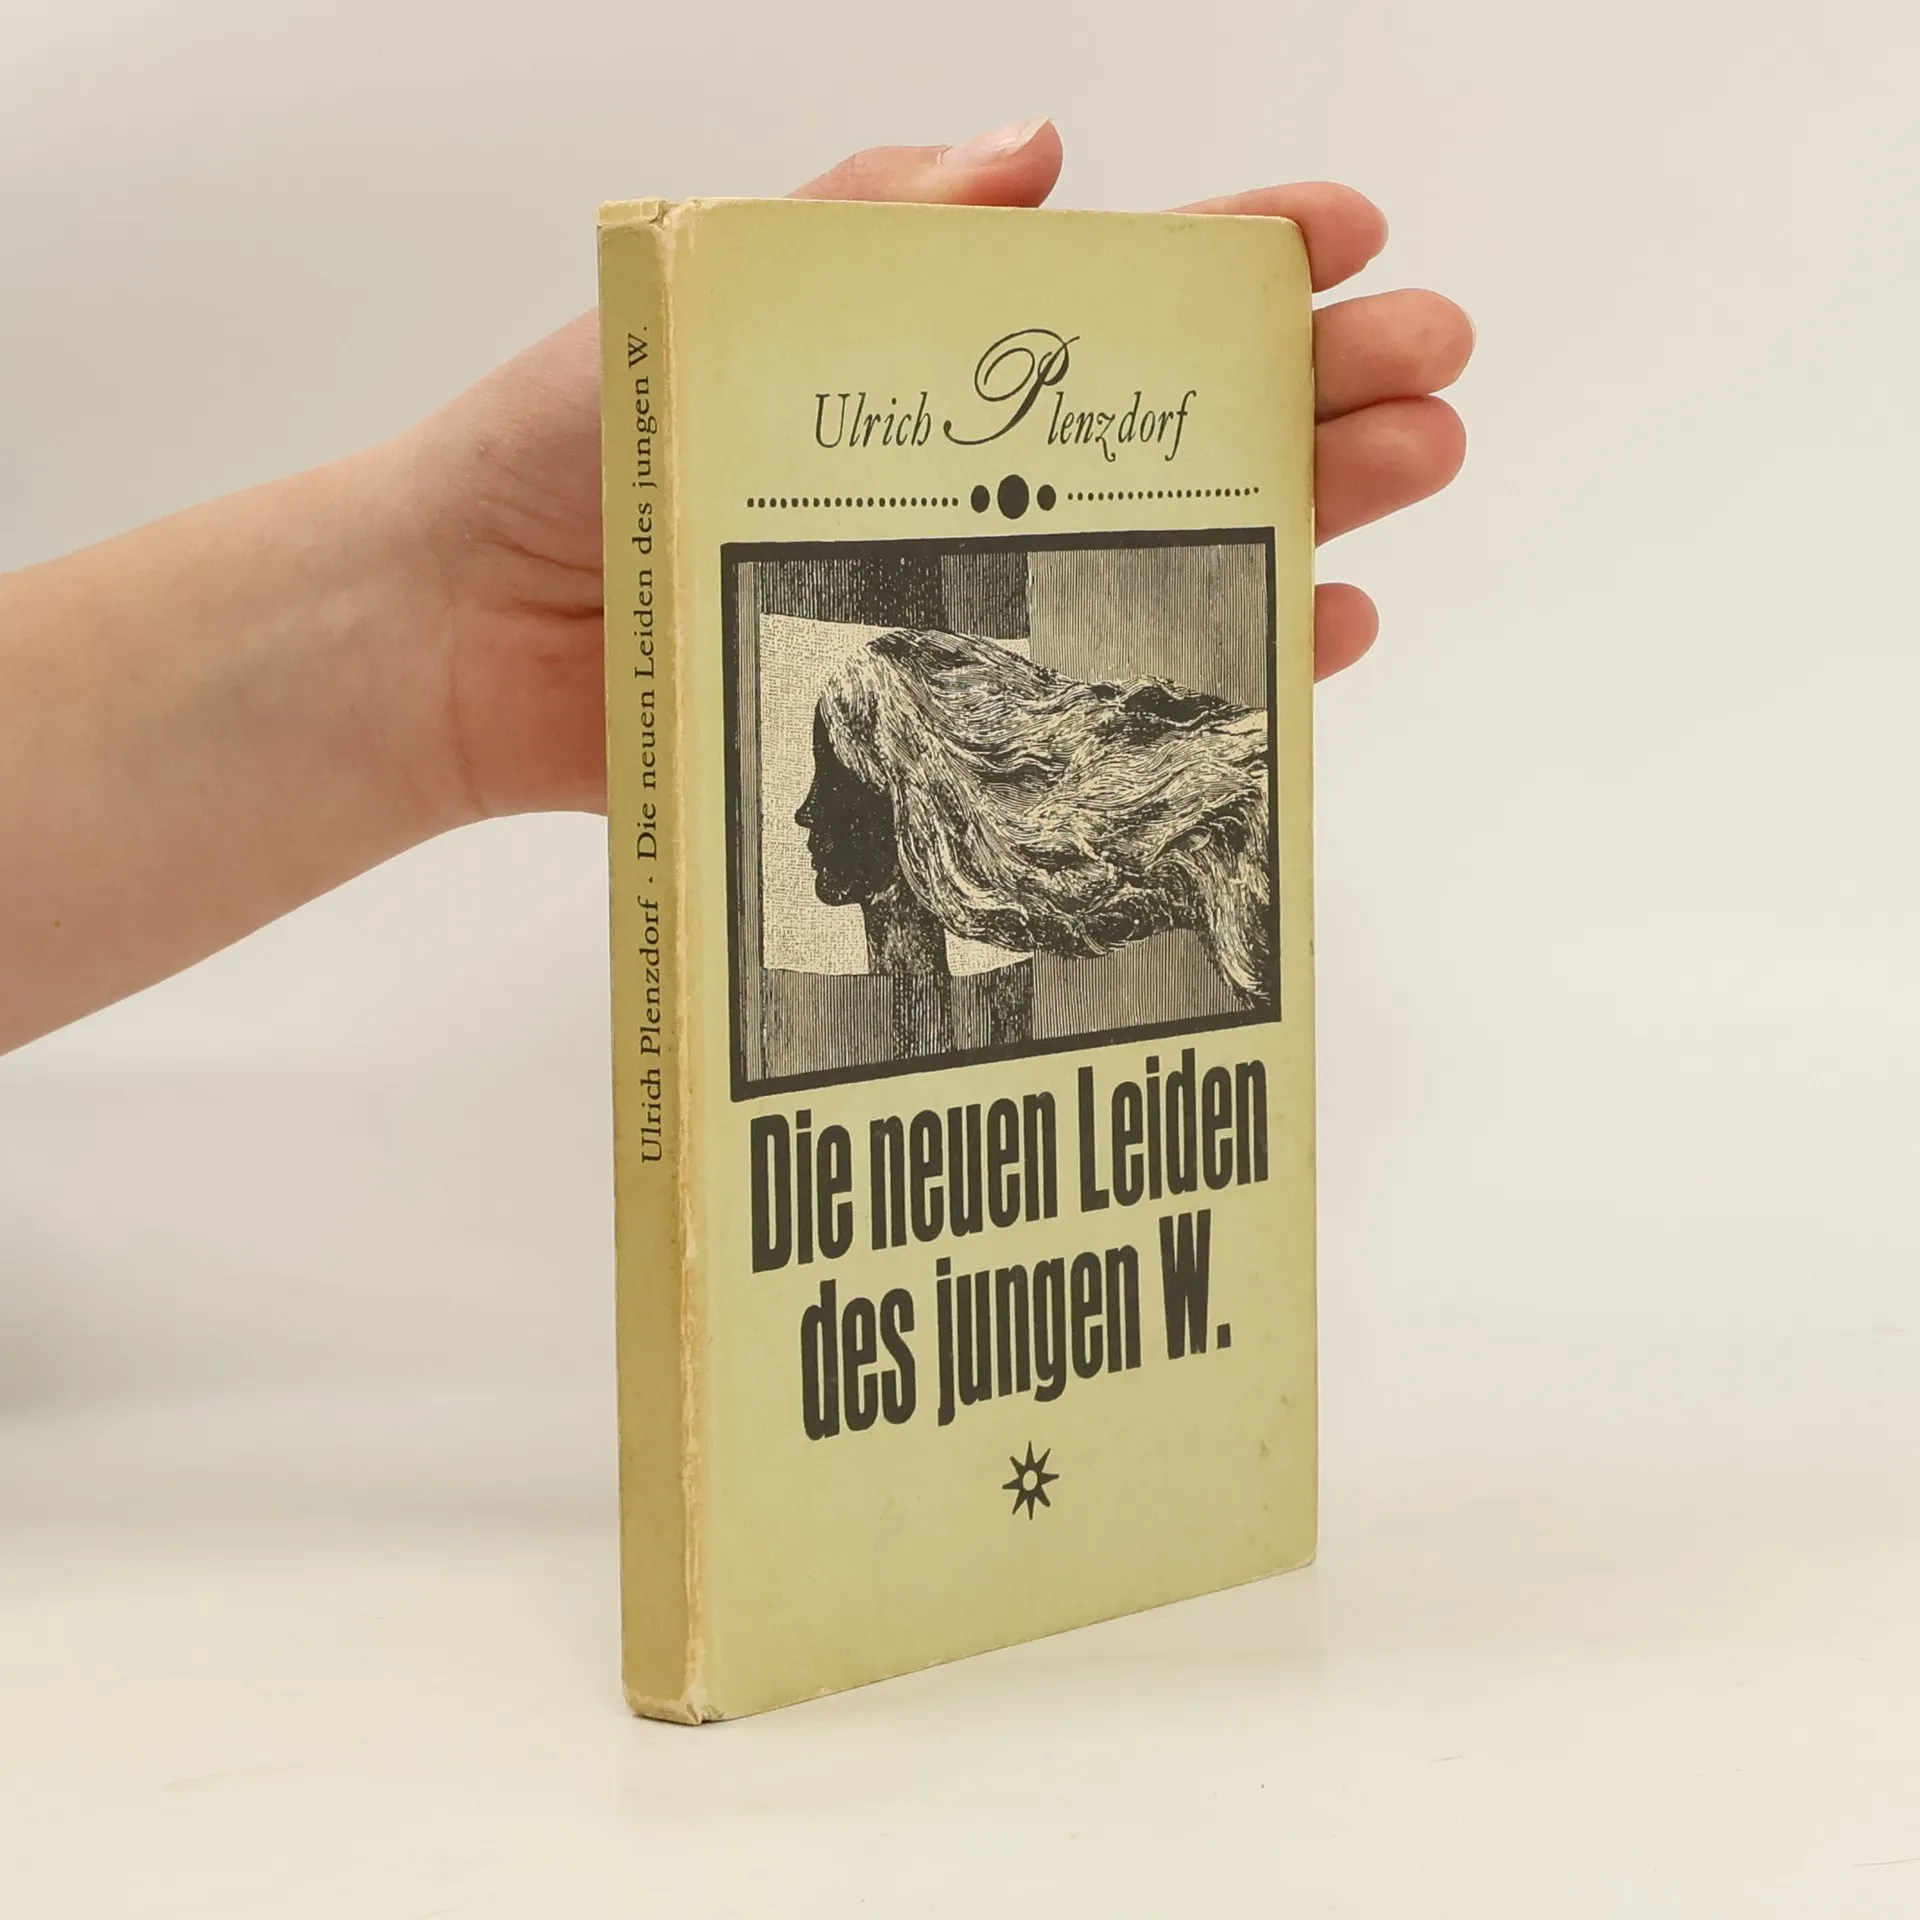 Ulrich Plenzdorf · Die neuen Leiden des jungen W.
Ulrich Plenzdorf
Die neuen Leiden
des jungen W.